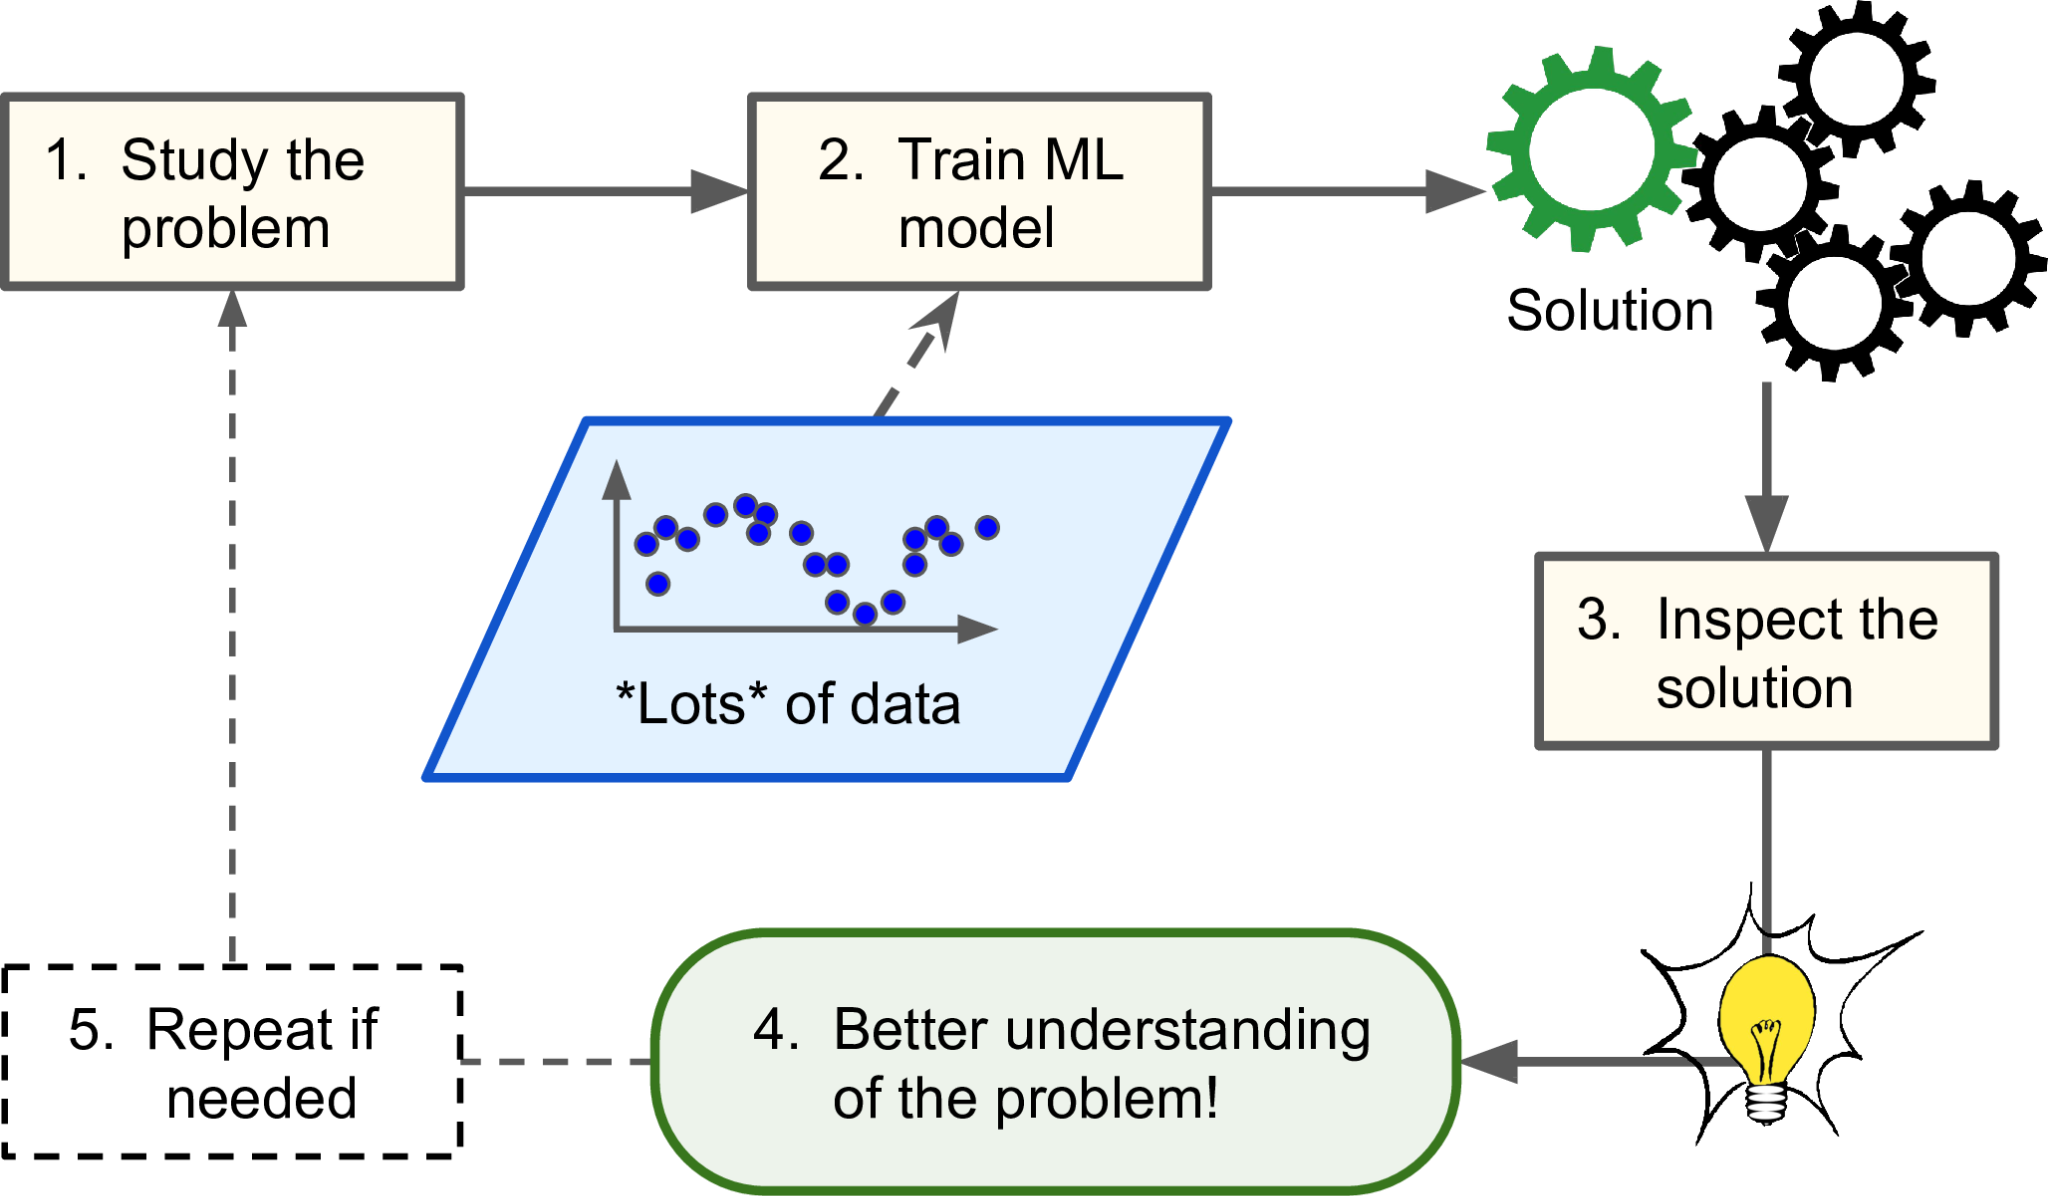 1. Study the
problem
2. Train ML
model
Solution
*Lots* of data
3. Inspect the
solution
4. Better understanding
of the problem!
5. Repeat if
needed